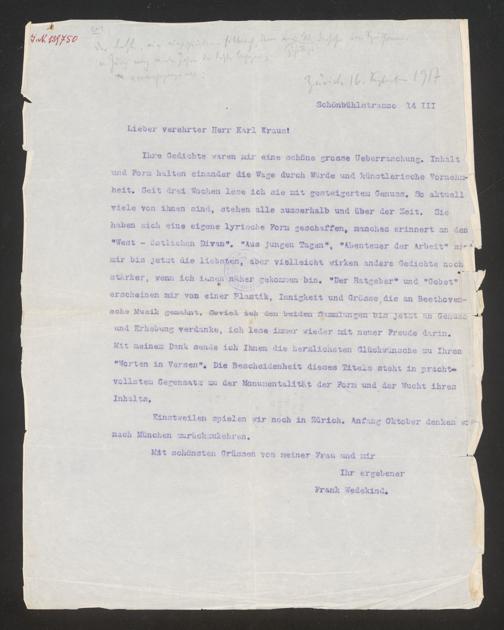 J.N. 139750
Zürich 16. September 1917
Schönbühlstrasse 14 III
Lieber verehrter Herr Karl Kraus!
Ihre Gedichte waren mir eine schöne grosse Ueberraschung. Inhalt
und Form halten einander die Wage durch Würde und künstlerische Vornehm-
heit. Seit drei Wochen lese ich sie mit gesteigertem Genuss. So aktuell
viele von ihnen sind, stehen alle ausserhalb und über der Zeit. Sie
haben sich eine eigene lyrische Form geschaffen, manches erinnert an den
"West - östlichen Divan". "Aus jungen Tagen", "Abenteuer der Arbeit"
mir bis jetzt die liebsten, aber vielleicht wirken andere Gedichte noch
stärker, wenn ich ihnen näher gekommen bin. "Der Ratgeber" und "Gebet"
erscheinen mir von einer Plastik, Innigkeit und Grösse, die an Beethoven-
sche Musik gemahnt. Soviel ich den beiden Sammlungen bis jetzt an Genuss
und Erhebung verdanke, ich lese immer wieder mit neuer Freude darin.
Mit meinem Dank sende ich Ihnen die herzlichsten Glückwünsche zu Ihren
"Worten in Versen". Die Bescheidenheit dieses Titels steht in pracht-
vollstem Gegensatz zu der Monumentalität der Form und der Wucht ihres
Inhalts.
Einstweilen spielen wir noch in Zürich. Anfang Oktober denken
nach München zurückzukehren.
Mit schönsten Grüssen von meiner Frau und mir
Ihr ergebener
Frank Wedekind.